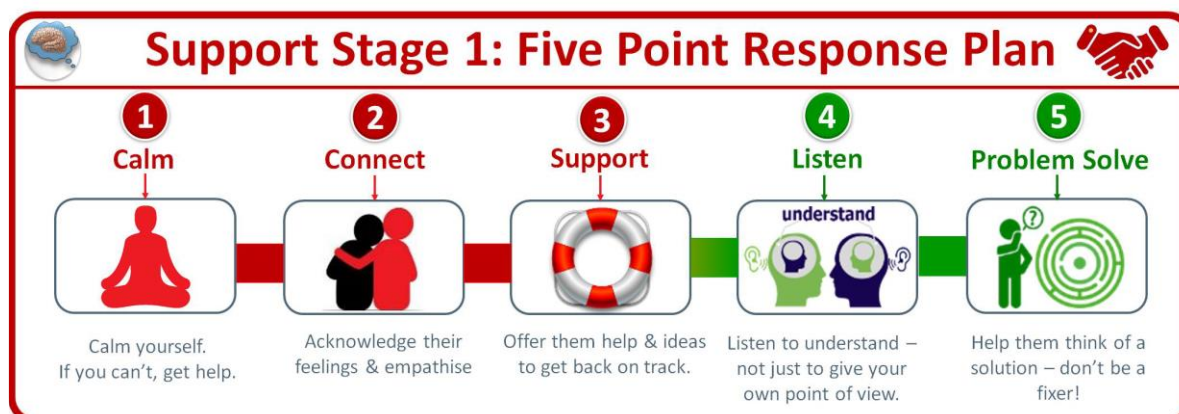 Support Stage 1: Five Point Response Plan
1
Calm
Calm yourself.
If you can't, get help.
2
Connect
Acknowledge their
feelings & empathise
3
Support
Offer them help & ideas
to get back on track.
4
Listen
understand
Listen to understand –
not just to give your
own point of view.
5
Problem Solve
?
Help them think of a
solution – don't be a
fixer!